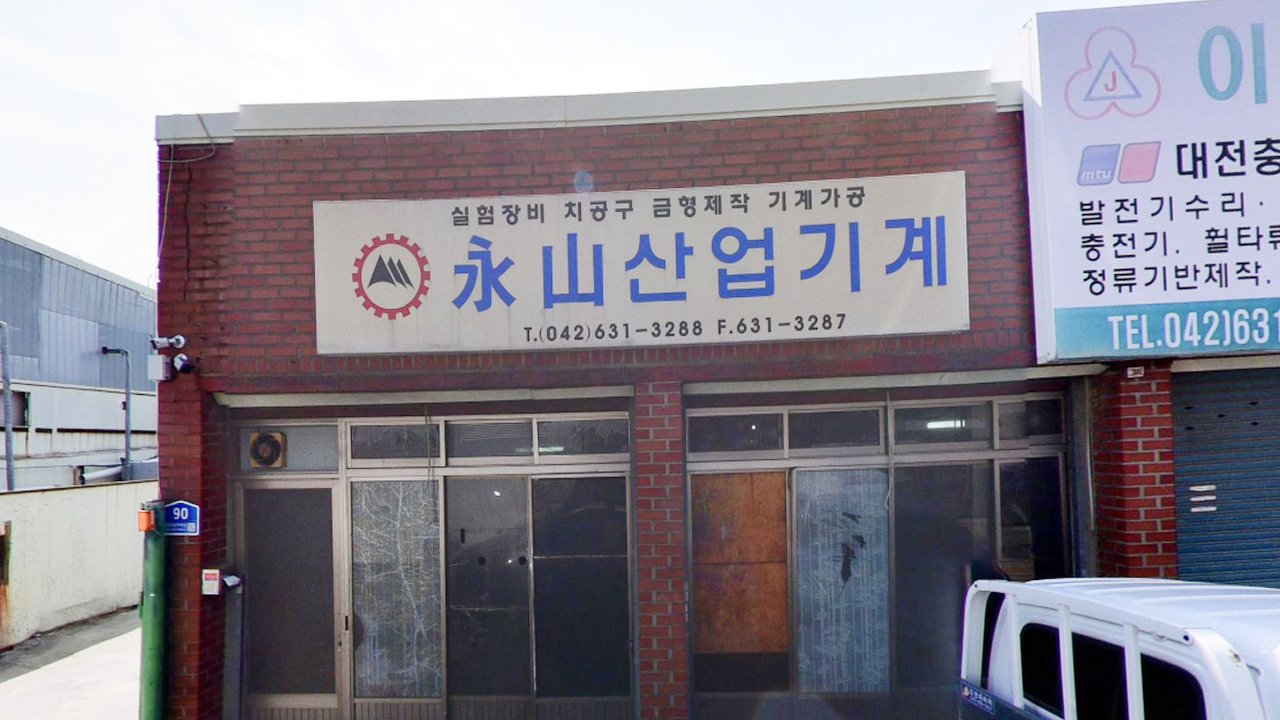 실험장비 치공구 금형제작 기계가공
永山산업기계
T.(042)631-3288 F.631-3287
90
J
이
mtu
대전충
발전기수리·
충전기. 휠타류
정류기반제작.
TEL.042)631